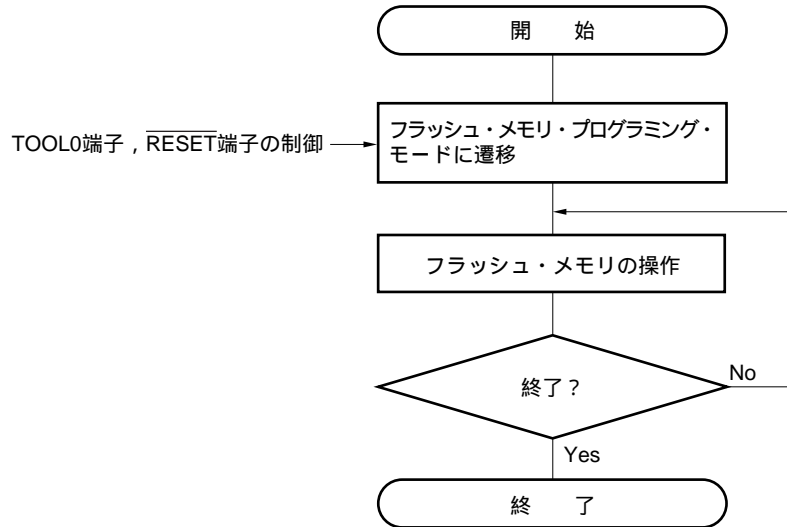 開　　始
TOOL0端子，RESET端子の制御
フラッシュ・メモリ・プログラミング・
モードに遷移
フラッシュ・メモリの操作
終了？
No
Yes
終　　了